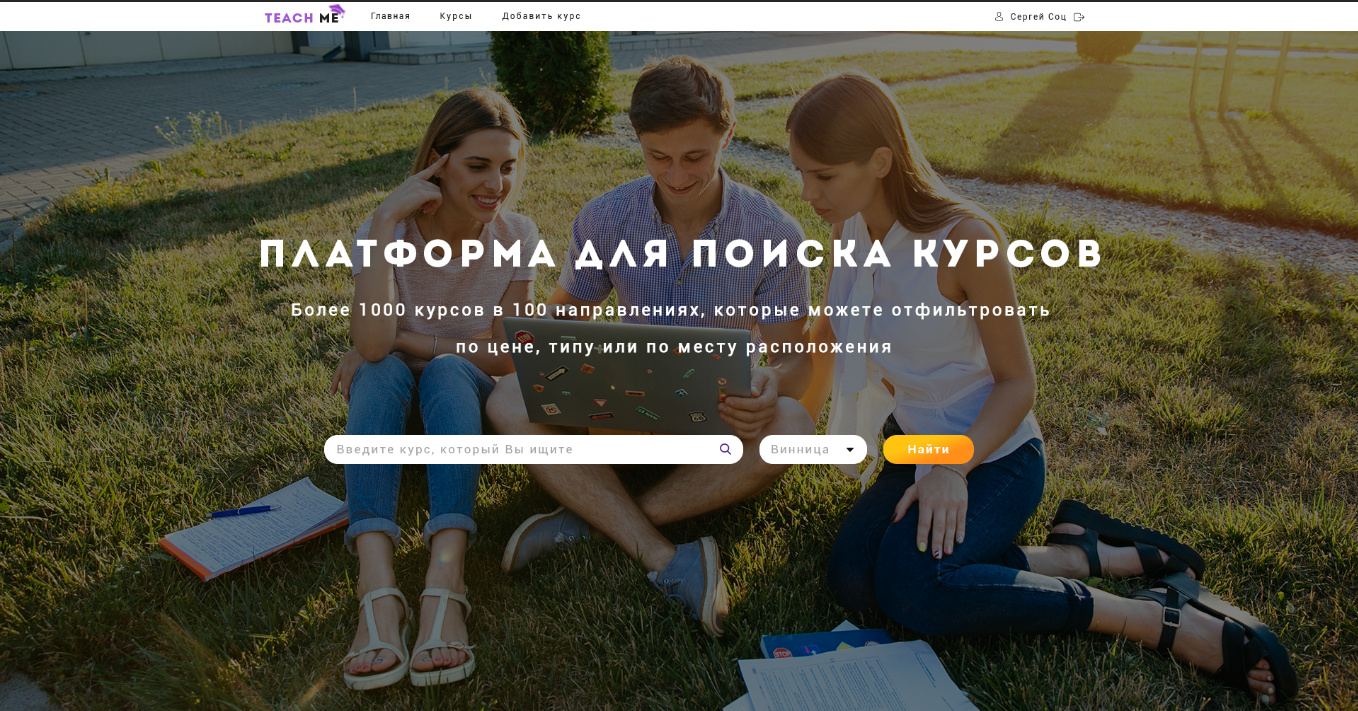 TEACH ME
Главная
Курсы
Добавить курс
Сергей Соц
ПЛАТФОРМА ДЛЯ ПОИСКА КУРСОВ
Более 1000 курсов в 100 направлениях, которые можете отфильтровать
по цене, типу или по месту расположения
Введите курс, который Вы ищите
Винница
Найти
STOP